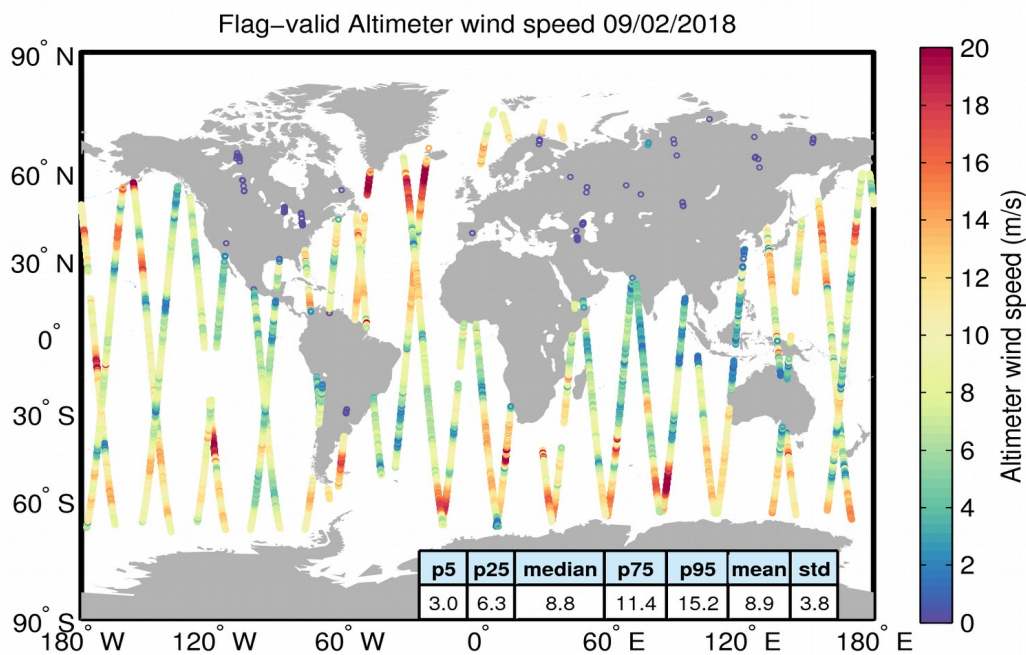 Flag−valid Altimeter wind speed 09/02/2018
90° N
60° N
30° N
0°
30° S
60° S
90° S
180° W
120° W
60° W
0°
60° E
120° E
180° E
p5 p25 median p75 p95 mean std
3.0 6.3 8.8 11.4 15.2 8.9 3.8
20
18
16
14
12
10
8
6
4
2
0
Altimeter wind speed (m/s)